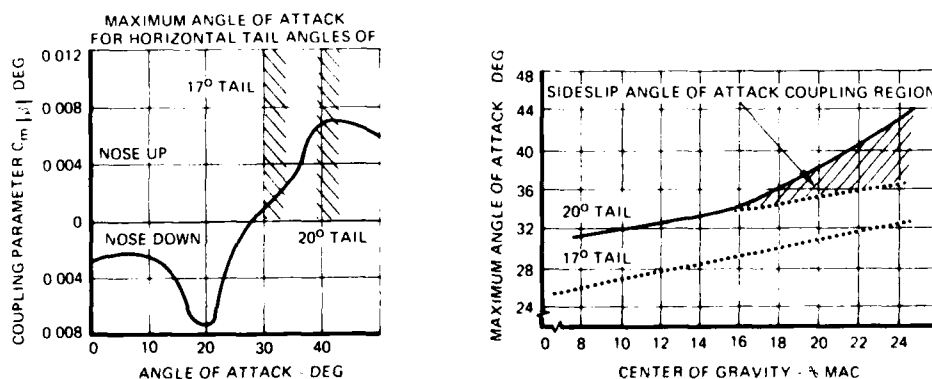 MAXIMUM ANGLE OF ATTACK
FOR HORIZONTAL TAIL ANGLES OF
0 012
0 008
0 004
0
0 004
0 008
COUPLING PARAMETER Cm|β| DEG
17° TAIL
NOSE UP
NOSE DOWN
20° TAIL
0 10 20 30 40
ANGLE OF ATTACK - DEG
48
44
40
36
32
28
24
MAXIMUM ANGLE OF ATTACK DEG
SIDESLIP ANGLE OF ATTACK COUPLING REGION
20° TAIL
17° TAIL
0 8 10 12 14 16 18 20 22 24
CENTER OF GRAVITY - % MAC